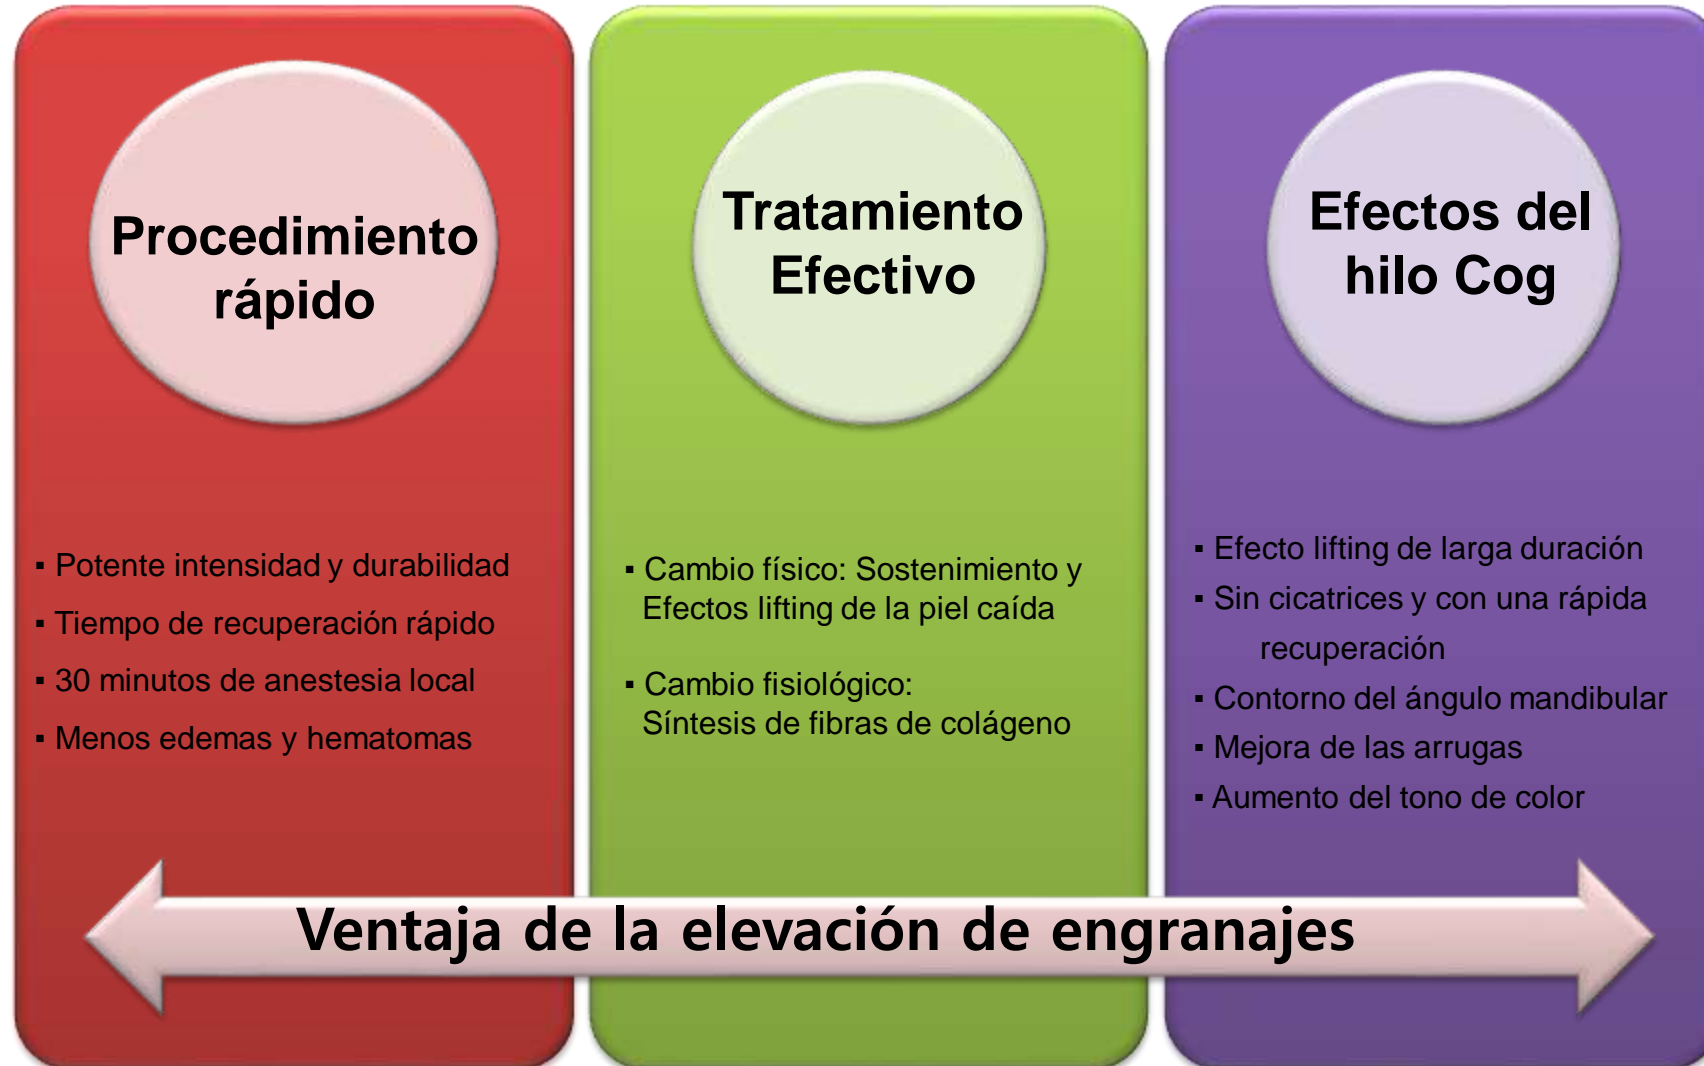 Procedimiento
rápido
▪ Potente intensidad y durabilidad
▪ Tiempo de recuperación rápido
▪ 30 minutos de anestesia local
▪ Menos edemas y hematomas
Tratamiento
Efectivo
▪ Cambio físico: Sostenimiento y
Efectos lifting de la piel caída
▪ Cambio fisiológico:
Síntesis de fibras de colágeno
Efectos del
hilo Cog
▪ Efecto lifting de larga duración
▪ Sin cicatrices y con una rápida
recuperación
▪ Contorno del ángulo mandibular
▪ Mejora de las arrugas
▪ Aumento del tono de color
Ventaja de la elevación de engranajes